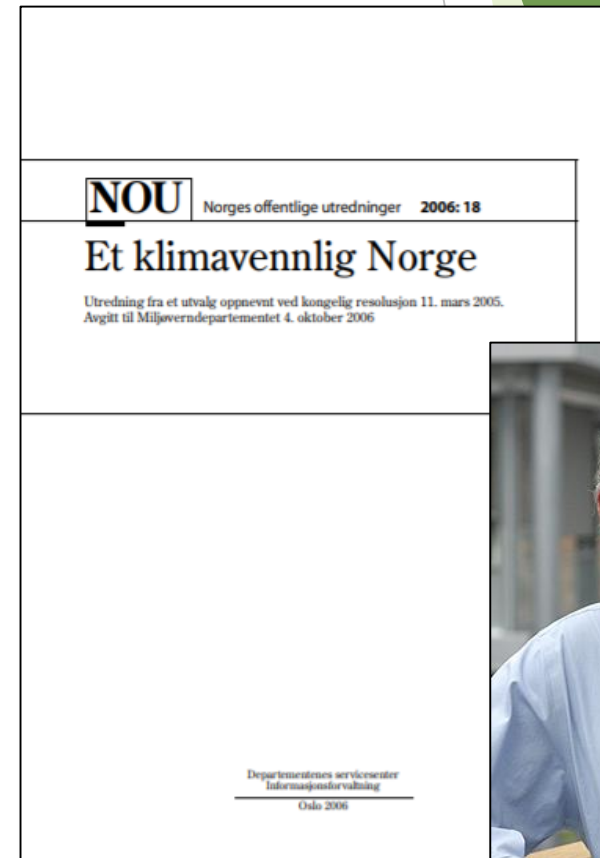 NOU Norges offentlige utredninger 2006: 18
Et klimavennlig Norge
Utredning fra et utvalg oppnevnt ved kongelig resolusjon 11. mars 2005.
Avgitt til Miljøverndepartementet 4. oktober 2006
Departementenes servicesenter
Informasjonsforvaltning
Oslo 2006